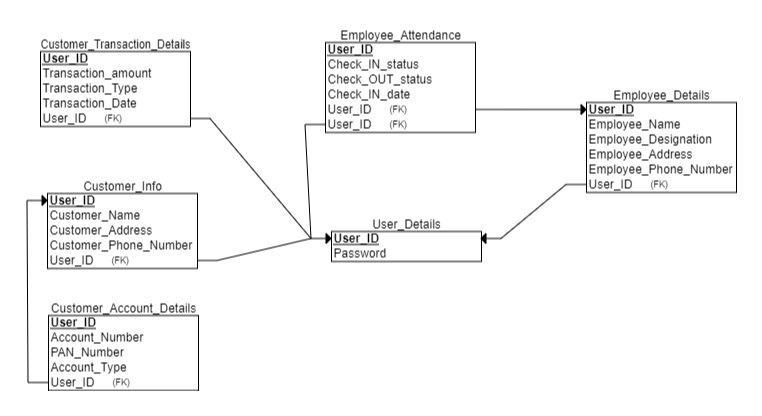 Customer_Transaction_Details
User_ID
Transaction_amount
Transaction_Type
Transaction_Date
User_ID (FK)
Employee_Attendance
User_ID
Check_IN_status
Check_OUT_status
Check_IN_date
User_ID (FK)
User_ID (FK)
Employee_Details
User_ID
Employee_Name
Employee_Designation
Employee_Address
Employee_Phone_Number
User_ID (FK)
Customer_Info
User_ID
Customer_Name
Customer_Address
Customer_Phone_Number
User_ID (FK)
User_Details
User_ID
Password
Customer_Account_Details
User_ID
Account_Number
PAN_Number
Account_Type
User_ID (FK)